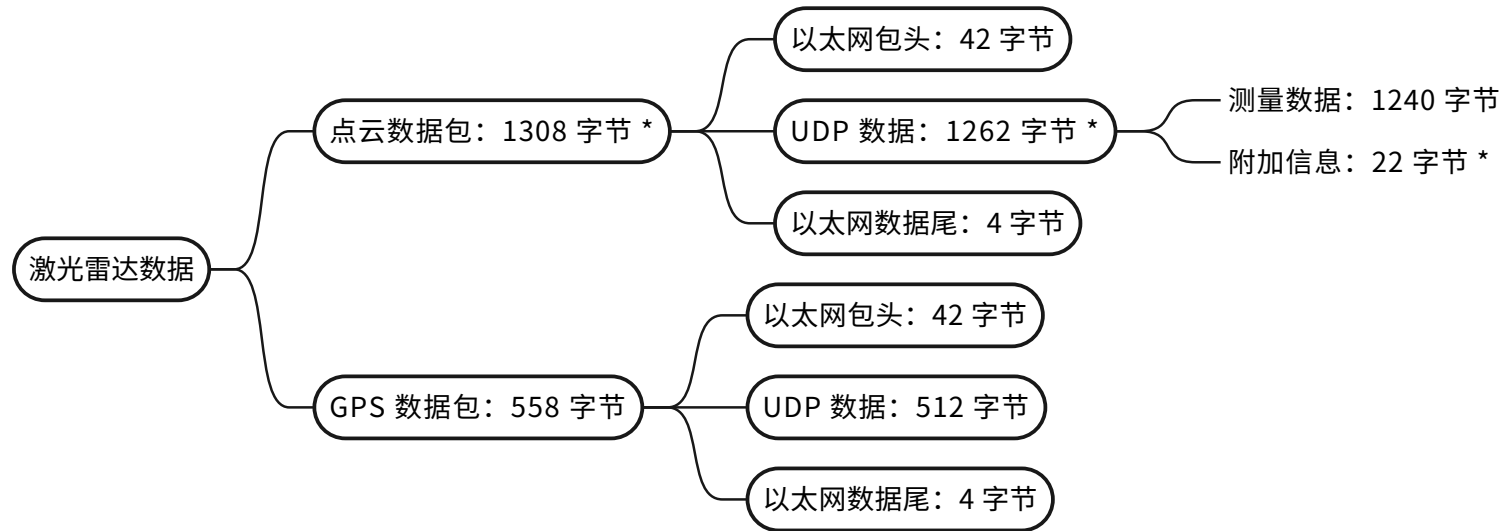 激光雷达数据
点云数据包：1308 字节 *
以太网包头：42 字节
UDP 数据：1262 字节 *
测量数据：1240 字节
附加信息：22 字节 *
以太网数据尾：4 字节
GPS 数据包：558 字节
以太网包头：42 字节
UDP 数据：512 字节
以太网数据尾：4 字节